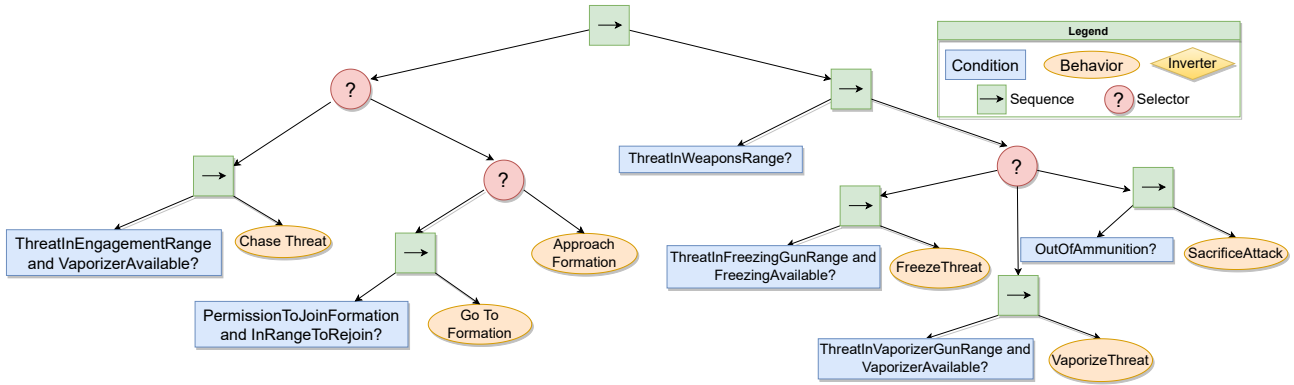 Legend
Condition
Behavior
Inverter
Sequence
?
Selector
?
ThreatInWeaponsRange?
?
?
ThreatInEngagementRange
and VaporizerAvailable?
Chase Threat
Approach
Formation
PermissionToJoinFormation
and InRangeToRejoin?
Go To
Formation
ThreatInFreezingGunRange and
FreezingAvailable?
FreezeThreat
OutOfAmmunition?
SacrificeAttack
ThreatInVaporizerGunRange and
VaporizerAvailable?
VaporizeThreat